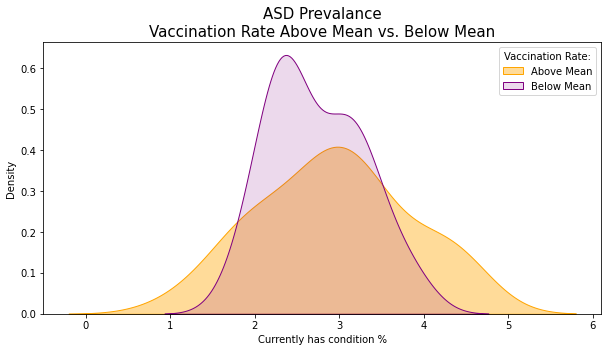 ASD Prevalance
Vaccination Rate Above Mean vs. Below Mean
Vaccination Rate:
Above Mean
Below Mean
Density
0.6
0.5
0.4
0.3
0.2
0.1
0.0
0 1 2 3 4 5 6
Currently has condition %